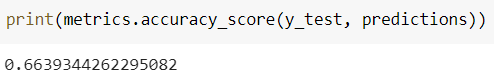 print(metrics.accuracy_score(y_test, predictions))
0.6639344262295082